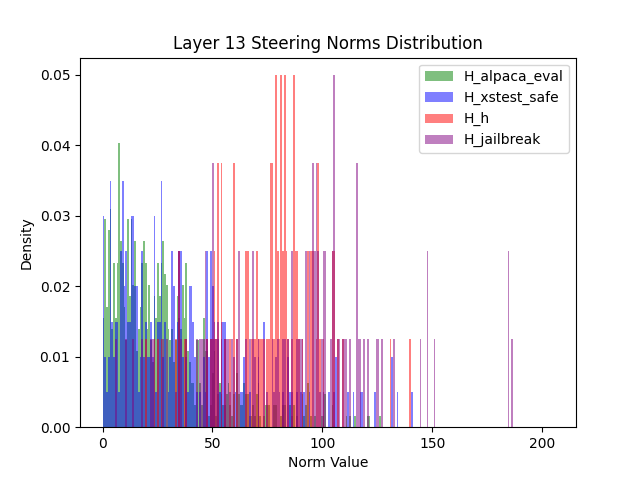 Layer 13 Steering Norms Distribution
H_alpaca_eval
H_xstest_safe
H_h
H_jailbreak
0.05
0.04
0.03
0.02
0.01
0.00
Density
0 50 100 150 200
Norm Value